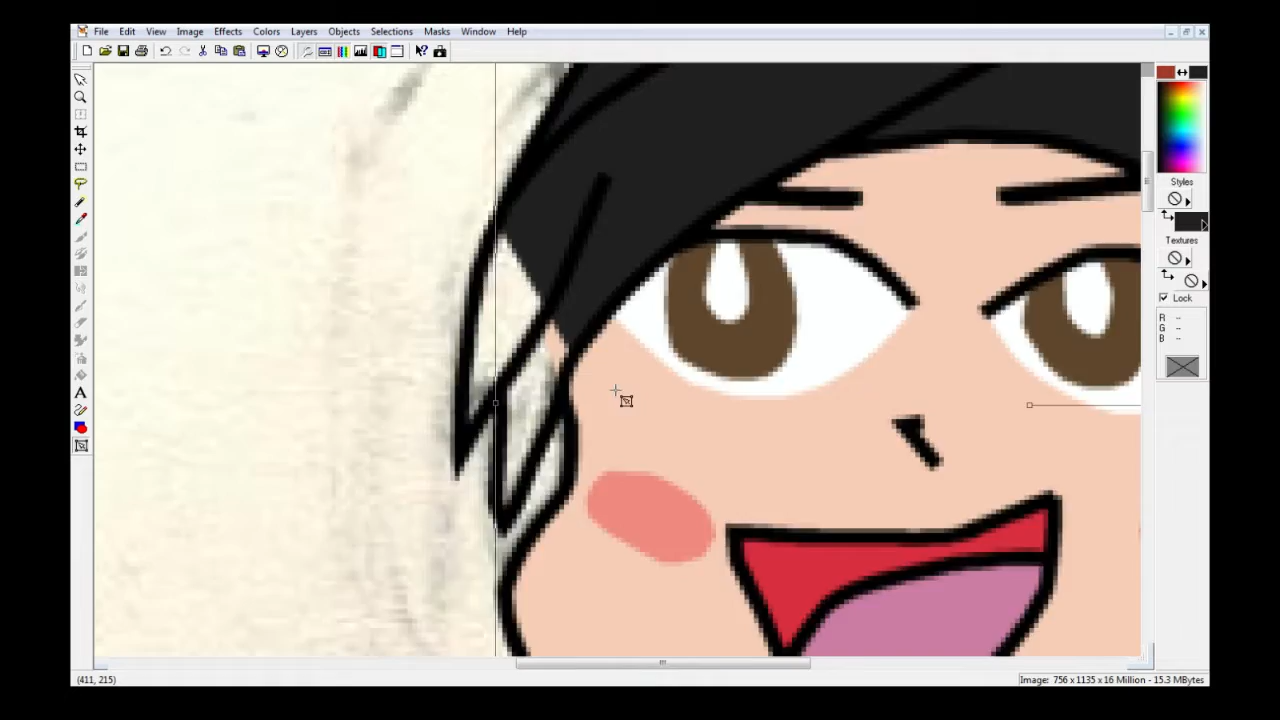 File Edit View Image Effects Colors Layers Objects Selections Masks Window Help
Styles
Textures
Lock
R --
G --
B --
(411, 215)
Image: 756 x 1135 x 16 Million - 15.3 MBytes